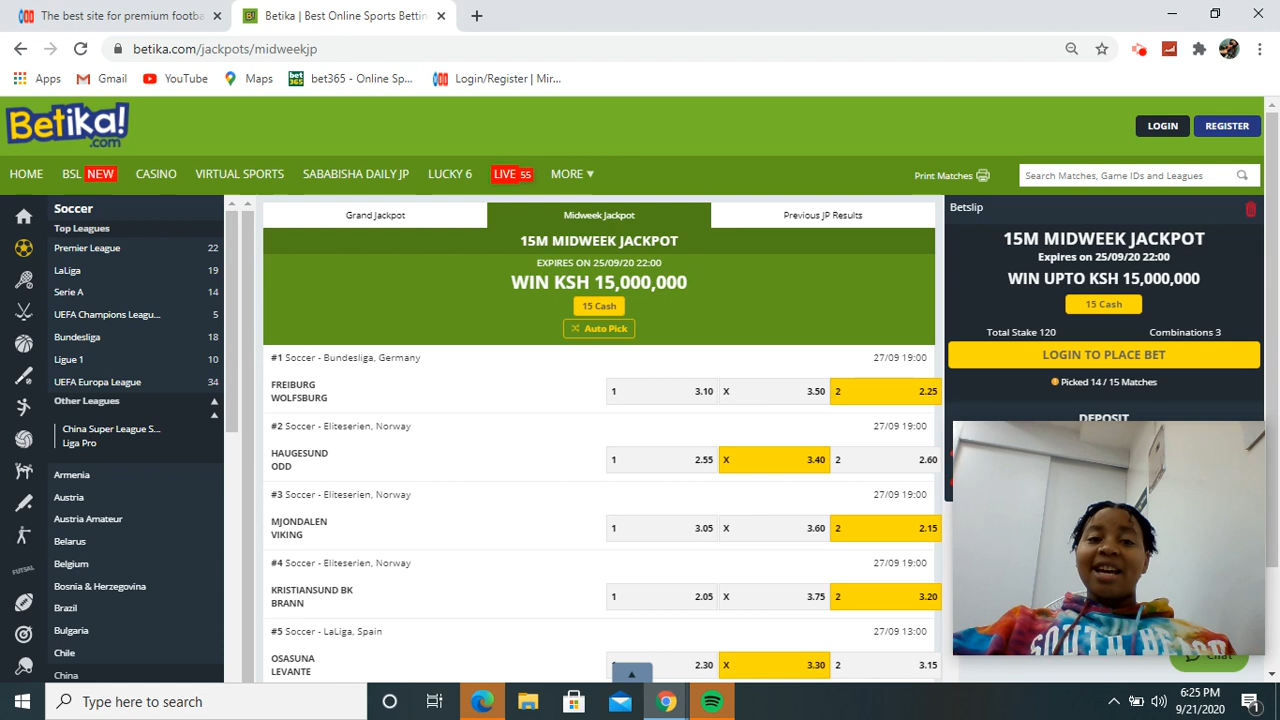 The best site for premium footba
Betika | Best Online Sports Bettin
betika.com/jackpots/midweekjp
Apps
Gmail
YouTube
Maps
bet365 - Online Sp...
Login/Register | Mir...
Betika!
.com
LOGIN
REGISTER
HOME
BSL NEW
CASINO
VIRTUAL SPORTS
SABABISHA DAILY JP
LUCKY 6
LIVE 55
MORE ▼
Print Matches
Search Matches, Game IDs and Leagues
Soccer
Top Leagues
Premier League 22
LaLiga 19
Serie A 14
UEFA Champions Leagu... 5
Bundesliga 18
Ligue 1 10
UEFA Europa League 34
Other Leagues
China Super League S...
Liga Pro
Armenia
Austria
Austria Amateur
Belarus
Belgium
Bosnia & Herzegovina
Brazil
Bulgaria
Chile
China
FUTSAL
Grand Jackpot
Midweek Jackpot
Previous JP Results
15M MIDWEEK JACKPOT
EXPIRES ON 25/09/20 22:00
WIN KSH 15,000,000
15 Cash
Auto Pick
#1 Soccer - Bundesliga, Germany 27/09 19:00
FREIBURG
WOLFSBURG
1 3.10 X 3.50 2 2.25
#2 Soccer - Eliteserien, Norway 27/09 19:00
HAUGESUND
ODD
1 2.55 X 3.40 2 2.60
#3 Soccer - Eliteserien, Norway 27/09 19:00
MJONDALEN
VIKING
1 3.05 X 3.60 2 2.15
#4 Soccer - Eliteserien, Norway 27/09 19:00
KRISTIANSUND BK
BRANN
1 2.05 X 3.75 2 3.20
#5 Soccer - LaLiga, Spain 27/09 13:00
OSASUNA
LEVANTE
2.30 X 3.30 2 3.15
Betslip
15M MIDWEEK JACKPOT
Expires on 25/09/20 22:00
WIN UPTO KSH 15,000,000
15 Cash
Total Stake 120 Combinations 3
LOGIN TO PLACE BET
Picked 14 / 15 Matches
DEPOSIT
SOUTH
Chat
Type here to search
6:25 PM
9/21/2020
1